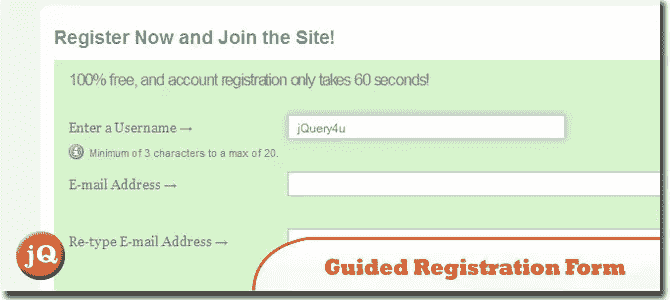 Register Now and Join the Site!
100% free, and account registration only takes 60 seconds!
Enter a Username →
jQuery4u
Minimum of 3 characters to a max of 20.
E-mail Address →
Re-type E-mail Address →
jQ
Guided Registration Form